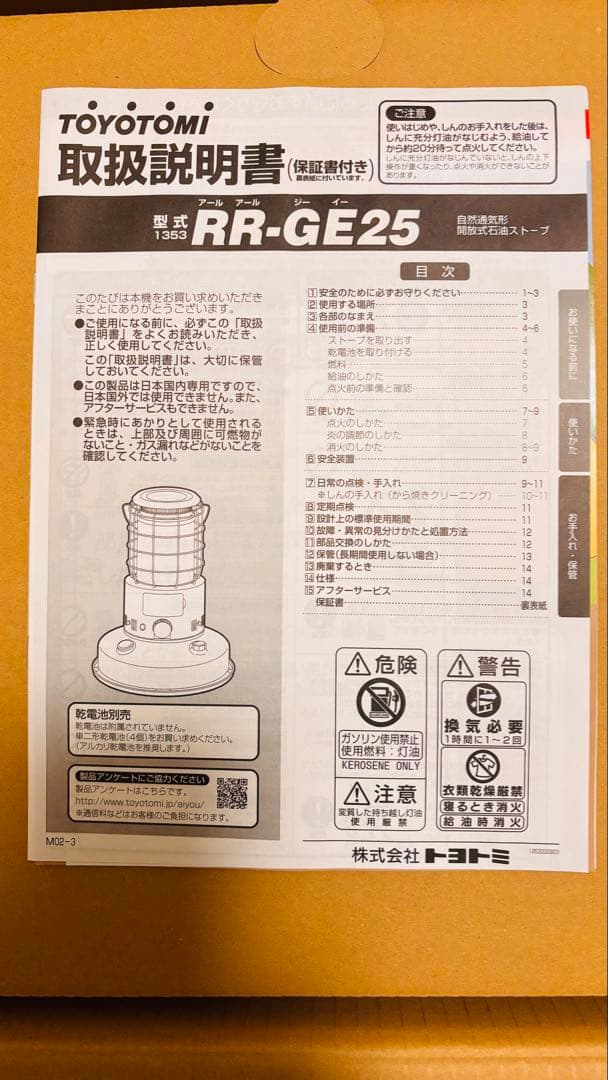 TOYOTOMI
取扱説明書(保証書付き)
裏表紙に付いています。
ご注意
使いはじめや、しんのお手入れをした後は、
しんに充分灯油がなじむよう、給油して
から約20分待って点火してください。
しんに充分灯油がなじんでいないと、しんの上下
操作が重くなったり、点火や消火ができないことが
あります。
アール アール ジー イー
型式 RR-GE25
1353
自然通気形
開放式石油ストーブ
このたびは本機をお買い求めいただき
まことにありがとうございます。
●ご使用になる前に、必ずこの「取扱
説明書」をよくお読みいただき、
正しく使用してください。
この「取扱説明書」は、大切に保管
しておいてください。
●この製品は日本国内専用ですので、
日本国外では使用できません。また、
アフターサービスもできません。
●緊急時にあかりとして使用される
ときは、上部及び周囲に可燃物が
ないこと・ガス漏れなどがないことを
確認してください。
乾電池別売
乾電池は附属されていません。
単二形乾電池(4個)をお買い求めください。
(アルカリ乾電池を推奨します。)
製品アンケートにご協力ください
製品アンケートはこちらです。
http://www.toyotomi.jp/aiyou/
※通信料などはお客様のご負担になります。
M02-3
目次
1 安全のために必ずお守りください 1~3
2 使用する場所 3
3 各部のなまえ 3
4 使用前の準備 4~6
ストーブを取り出す 4
乾電池を取り付ける 4
燃料 5
給油のしかた 6
点火前の準備と確認 6
5 使いかた 7~9
点火のしかた 7
炎の調節のしかた 8
消火のしかた 8~9
6 安全装置 9
7 日常の点検・手入れ 9~11
※しんの手入れ(から焼きクリーニング) 10~11
8 定期点検 11
9 設計上の標準使用期間 11
10 故障・異常の見分けかたと処置方法 12
11 部品交換のしかた 12
12 保管(長期間使用しない場合) 13
13 廃棄するとき 14
14 仕様 14
15 アフターサービス 14
保証書 裏表紙
お使いになる前に
使いかた
お手入れ・保管
危険
ガソリン使用禁止
使用燃料:灯油
KEROSENE ONLY
注意
変質した持ち越し灯油
使用厳禁
警告
換気必要
1時間に1~2回
衣類乾燥厳禁
寝るとき消火
給油時消火
株式会社トヨトミ